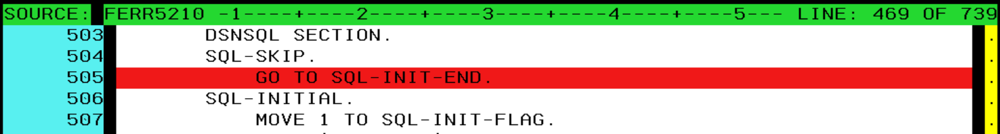 SOURCE: FERR5210 -1----+----2----+----3----+----4----+----5--- LINE: 469 OF 739
503 DSNSQL SECTION. .
504 SQL-SKIP. .
505 GO TO SQL-INIT-END. .
506 SQL-INITIAL. .
507 MOVE 1 TO SQL-INIT-FLAG. .